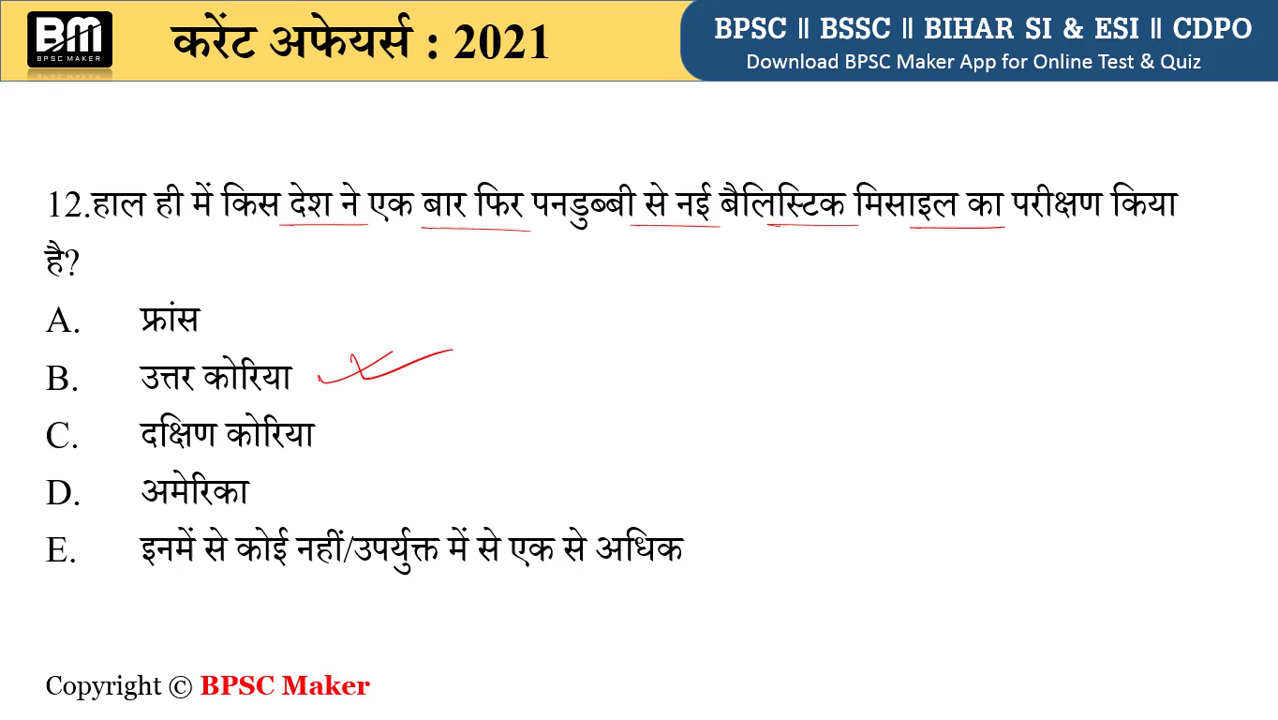 BM
BPSC MAKER
करेंट अफेयर्स : 2021
BPSC || BSSC || BIHAR SI & ESI || CDPO
Download BPSC Maker App for Online Test & Quiz
12.हाल ही में किस देश ने एक बार फिर पनडुब्बी से नई बैलिस्टिक मिसाइल का परीक्षण किया
है?
A. फ्रांस
B. उत्तर कोरिया
C. दक्षिण कोरिया
D. अमेरिका
E. इनमें से कोई नहीं/उपर्युक्त में से एक से अधिक
Copyright © BPSC Maker